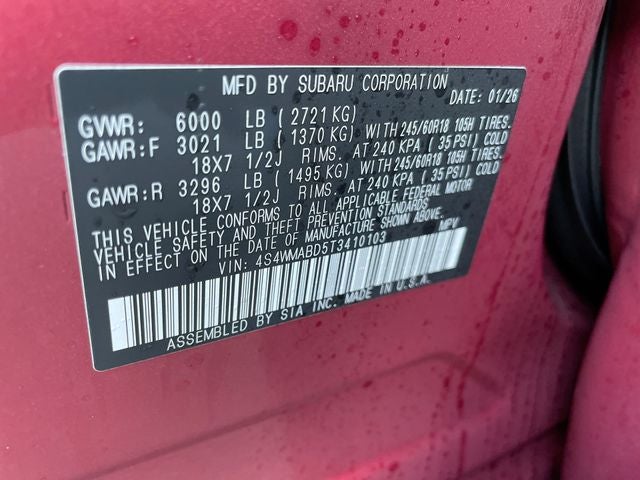 MFD BY SUBARU CORPORATION
DATE: 01/26
GVWR: 6000 LB ( 2721 KG)
GAWR:F 3021 LB ( 1370 KG) WITH 245/60R18 105H TIRES.
18X7 1/2J RIMS. AT 240 KPA ( 35 PSI) COLD
GAWR:R 3296 LB ( 1495 KG) WITH 245/60R18 105H TIRES.
18X7 1/2J RIMS. AT 240 KPA ( 35 PSI) COLD
THIS VEHICLE CONFORMS TO ALL APPLICABLE FEDERAL MOTOR
VEHICLE SAFETY AND THEFT PREVENTION STANDARDS
IN EFFECT ON THE DATE OF MANUFACTURE SHOWN ABOVE.
VIN: 4S4WMABD5T3410103 MPV
ASSEMBLED BY SIA INC. MADE IN U.S.A.